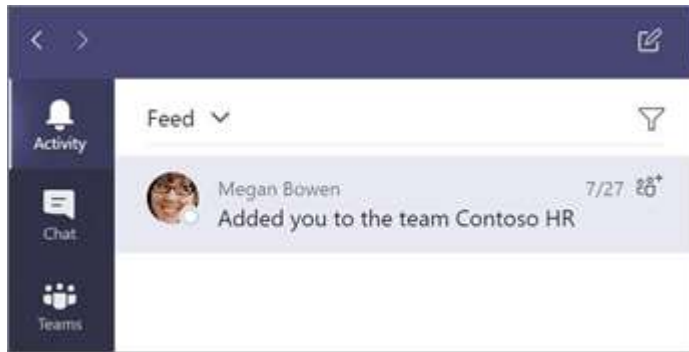 Feed
Activity
Megan Bowen 7/27
Added you to the team Contoso HR
Chat
Teams